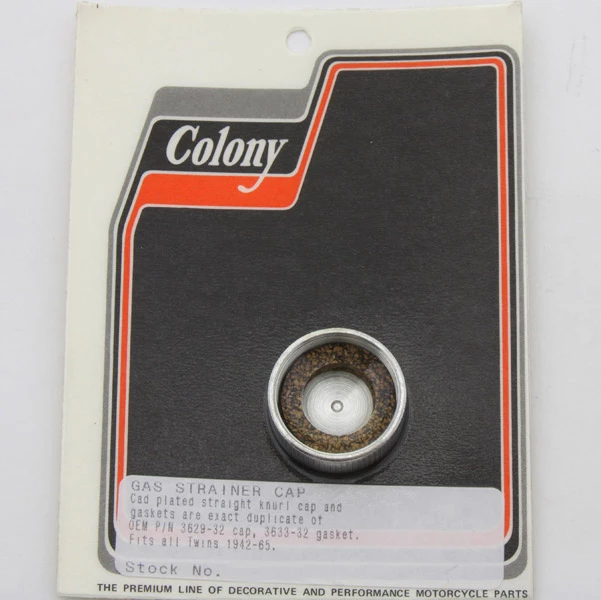 Colony
GAS STRAINER CAP
Cad plated straight knurl cap and
gaskets are exact duplicate of
OEM P/N 3629-32 cap, 3633-32 gasket.
Fits all Twins 1942-65.
Stock No.
THE PREMIUM LINE OF DECORATIVE AND PERFORMANCE MOTORCYCLE PARTS